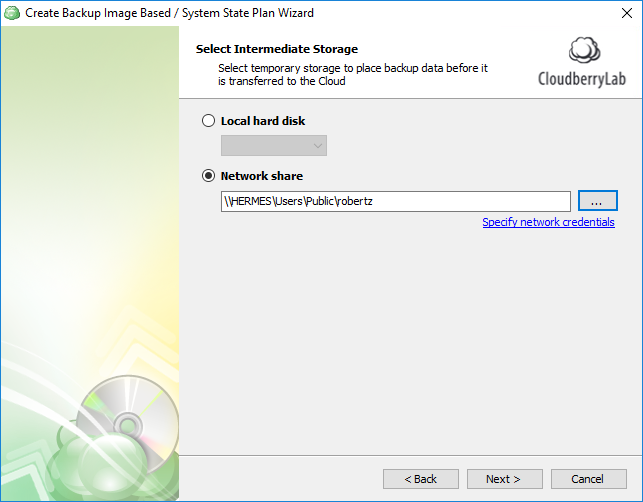 Create Backup Image Based / System State Plan Wizard
Select Intermediate Storage
Select temporary storage to place backup data before it
is transferred to the Cloud
CloudberryLab
Local hard disk
Network share
\\HERMES\Users\Public\robertz
...
Specify network credentials
< Back
Next >
Cancel